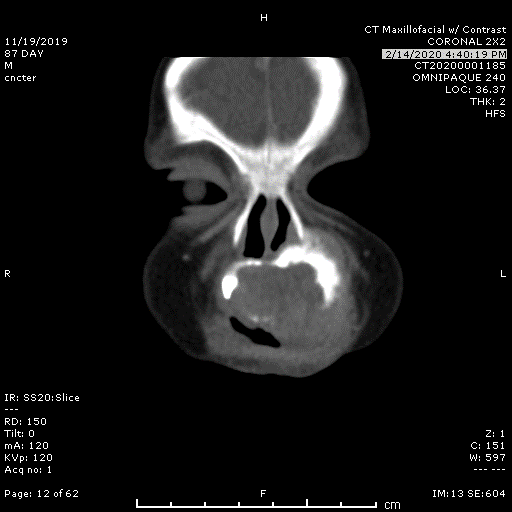 H
11/19/2019
87 DAY
M
cncter
CT Maxillofacial w/ Contrast
CORONAL 2X2
2/14/2020 4:40:19 PM
CT20200001185
OMNIPAQUE 240
LOC: 36.37
THK: 2
HFS
R
L
IR: SS20:Slice
---
RD: 150
Tilt: 0
mA: 120
KVp: 120
Acq no: 1
Page: 12 of 62
Z: 1
C: 151
W: 597
--- ---
IM:13 SE:604
F
cm